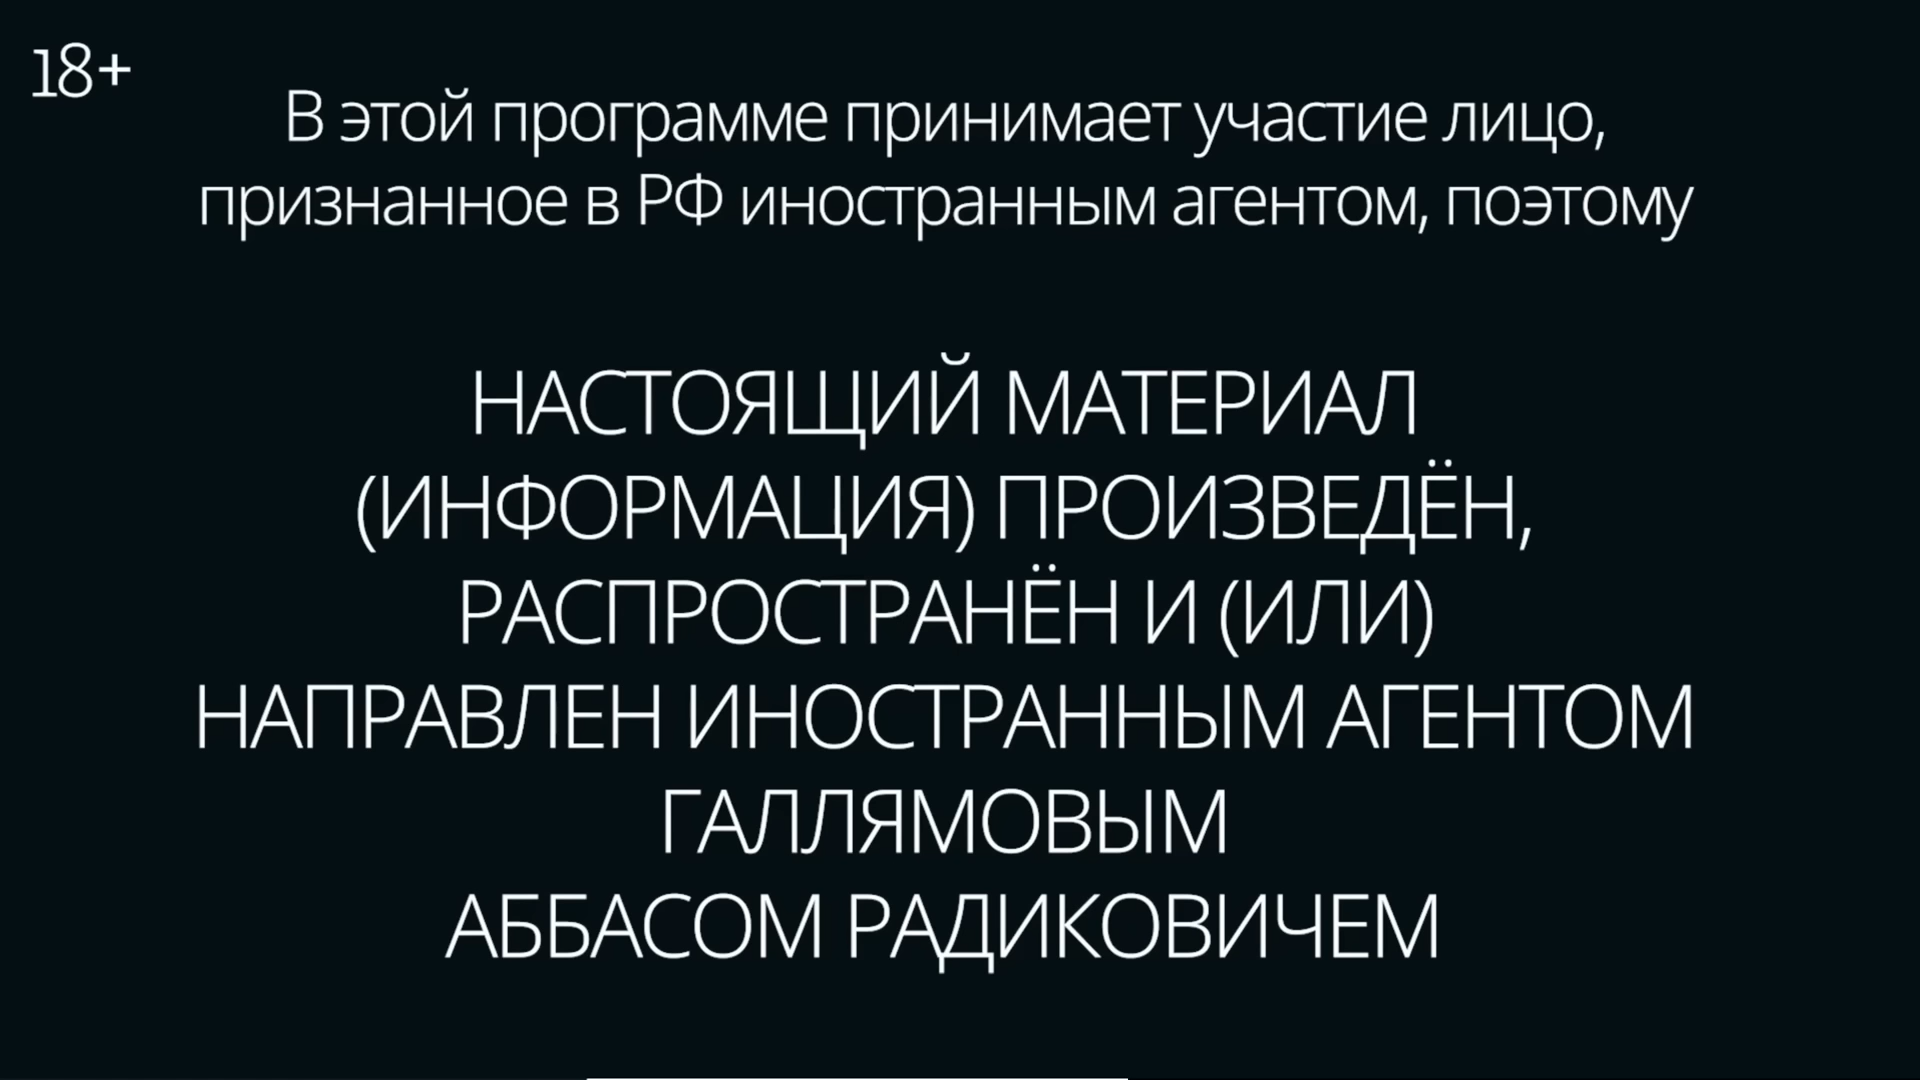 18+
В этой программе принимает участие лицо,
признанное в РФ иностранным агентом, поэтому
НАСТОЯЩИЙ МАТЕРИАЛ
(ИНФОРМАЦИЯ) ПРОИЗВЕДЁН,
РАСПРОСТРАНЁН И (ИЛИ)
НАПРАВЛЕН ИНОСТРАННЫМ АГЕНТОМ
ГАЛЛЯМОВЫМ
АББАСОМ РАДИКОВИЧЕМ